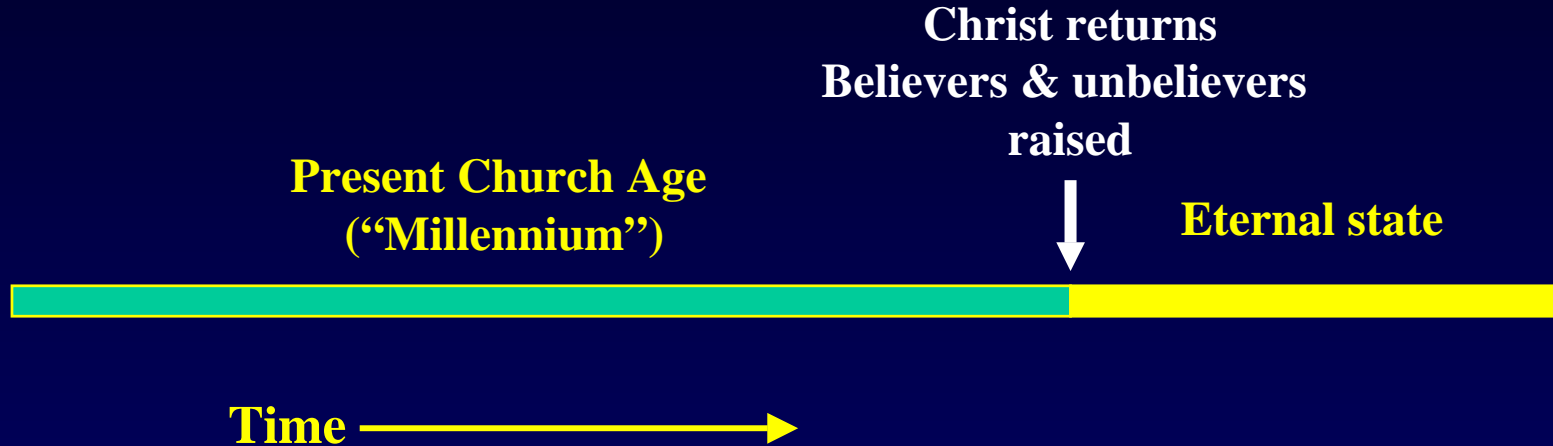 Christ returns
Believers & unbelievers
raised
Present Church Age
(“Millennium”)
Eternal state
Time